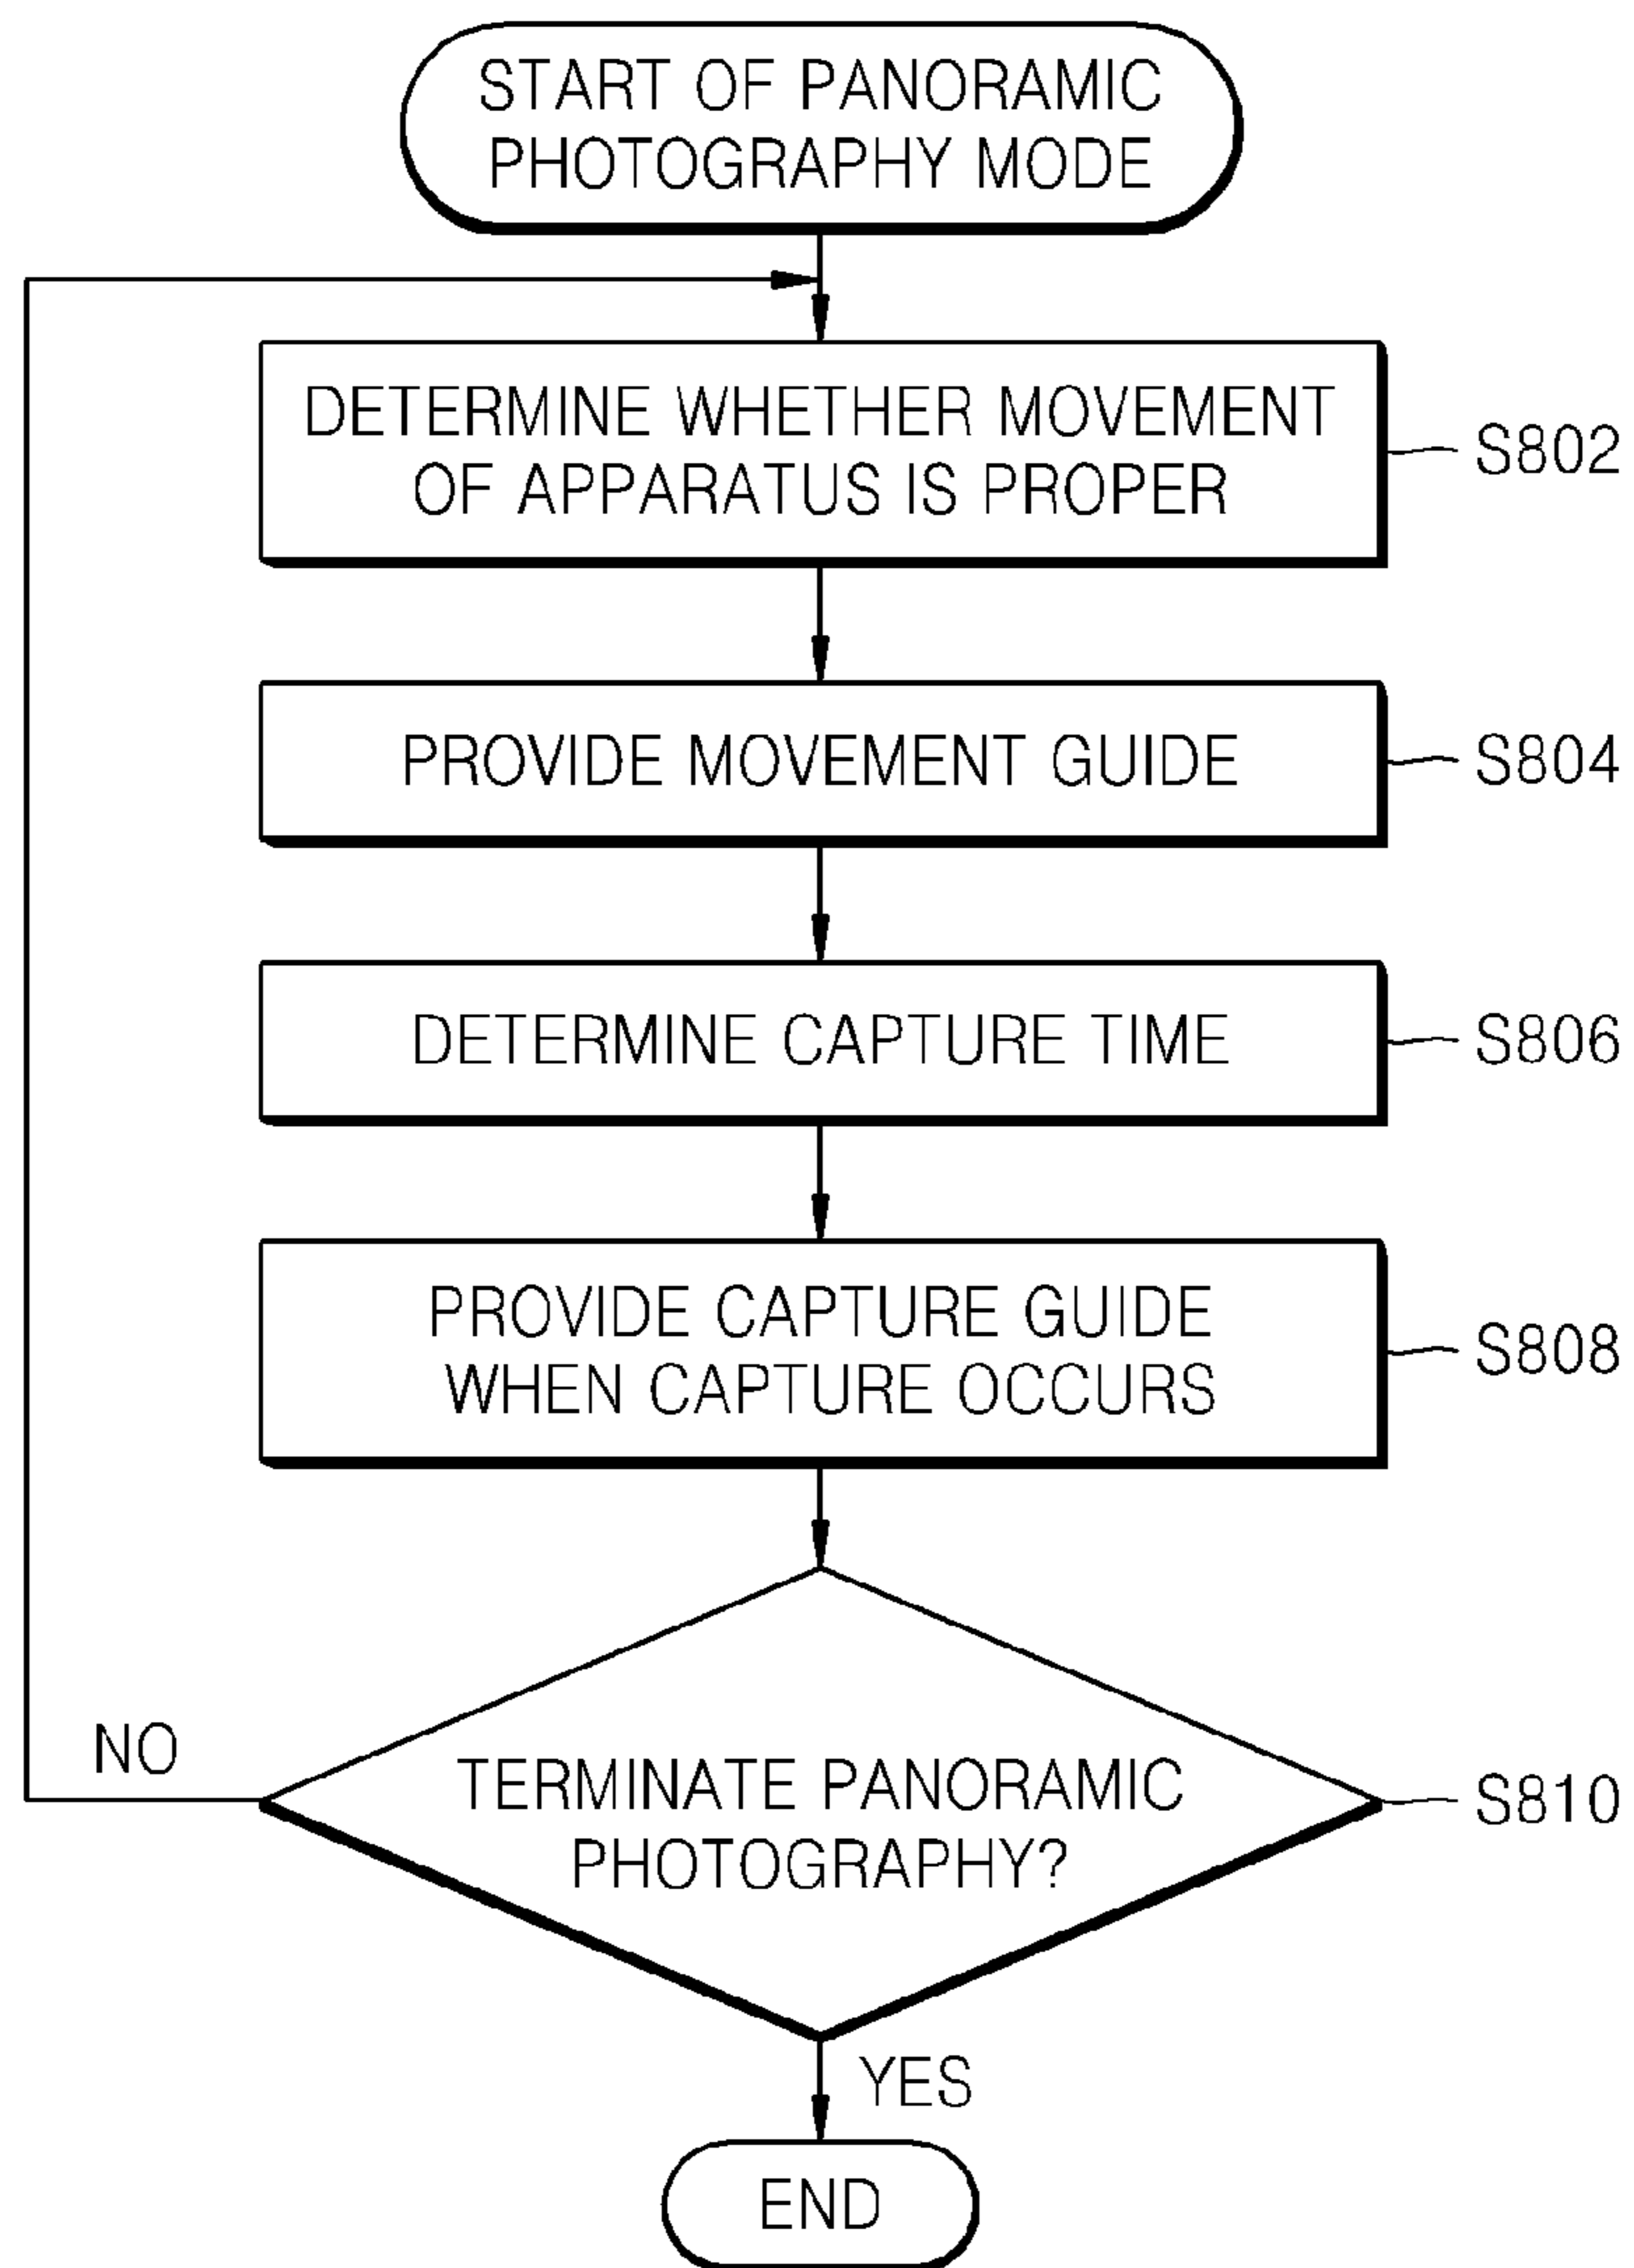 START OF PANORAMIC
PHOTOGRAPHY MODE
DETERMINE WHETHER MOVEMENT
OF APPARATUS IS PROPER
S802
PROVIDE MOVEMENT GUIDE
S804
DETERMINE CAPTURE TIME
S806
PROVIDE CAPTURE GUIDE
WHEN CAPTURE OCCURS
S808
NO
TERMINATE PANORAMIC
PHOTOGRAPHY?
S810
YES
END